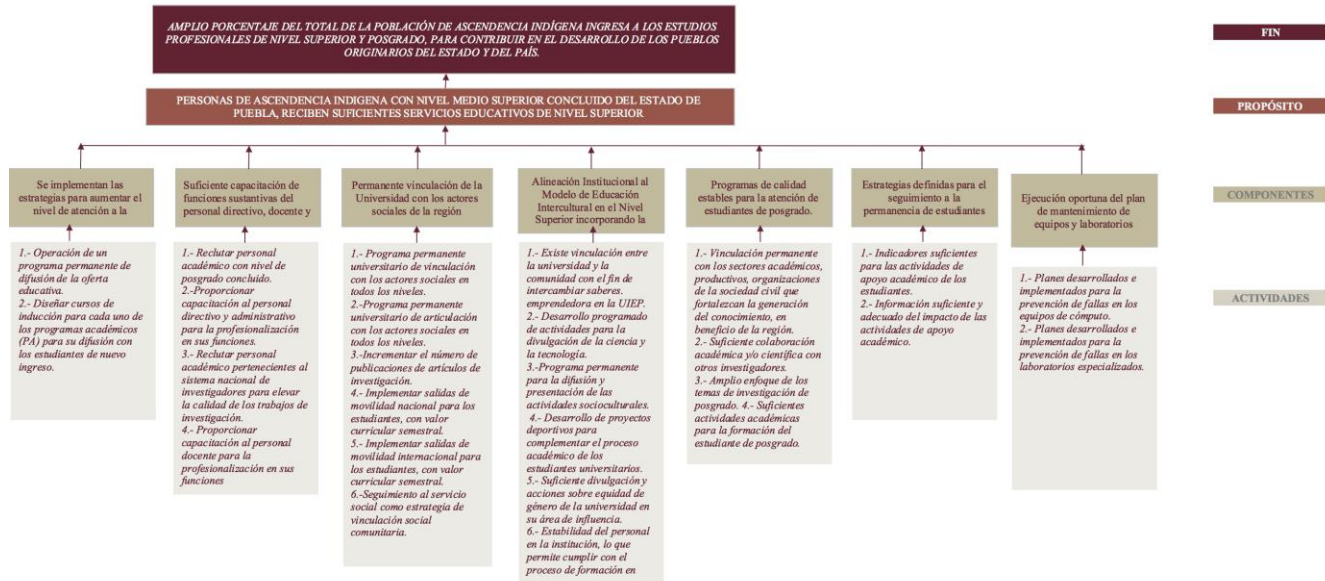 AMPLIO PORCENTAJE DEL TOTAL DE LA POBLACIÓN DE ASCENDENCIA INDÍGENA INGRESA A LOS ESTUDIOS
PROFESIONALES DE NIVEL SUPERIOR Y POSGRADO, PARA CONTRIBUIR EN EL DESARROLLO DE LOS PUEBLOS
ORIGINARIOS DEL ESTADO Y DEL PAÍS.
FIN
PERSONAS DE ASCENDENCIA INDIGENA CON NIVEL MEDIO SUPERIOR CONCLUIDO DEL ESTADO DE
PUEBLA, RECIBEN SUFICIENTES SERVICIOS EDUCATIVOS DE NIVEL SUPERIOR
PROPÓSITO
Se implementan las
estrategias para aumentar el
nivel de atención a la
Suficiente capacitación de
funciones sustantivas del
personal directivo, docente y
Permanente vinculación de la
Universidad con los actores
sociales de la región
Alineación Institucional al
Modelo de Educación
Intercultural en el Nivel
Superior incorporando la
Programas de calidad
estables para la atención de
estudiantes de posgrado.
Estrategias definidas para el
seguimiento a la
permanencia de estudiantes
Ejecución oportuna del plan
de mantenimiento de
equipos y laboratorios
COMPONENTES
1.- Operación de un
programa permanente de
difusión de la oferta
educativa.
2.- Diseñar cursos de
inducción para cada uno de
los programas académicos
(PA) para su difusión con
los estudiantes de nuevo
ingreso.
1.- Reclutar personal
académico con nivel de
posgrado concluido.
2.-Proporcionar
capacitación al personal
directivo y administrativo
para la profesionalización
en sus funciones.
3.- Reclutar personal
académico pertenecientes al
sistema nacional de
investigadores para elevar
la calidad de los trabajos de
investigación.
4.- Proporcionar
capacitación al personal
docente para la
profesionalización en sus
funciones
1.- Programa permanente
universitario de vinculación
con los actores sociales en
todos los niveles.
2.-Programa permanente
universitario de articulación
con los actores sociales en
todos los niveles.
3.-Incrementar el número de
publicaciones de artículos de
investigación.
4.- Implementar salidas de
movilidad nacional para los
estudiantes, con valor
curricular semestral.
5.- Implementar salidas de
movilidad internacional para
los estudiantes, con valor
curricular semestral.
6.-Seguimiento al servicio
social como estrategia de
vinculación social
comunitaria.
1.- Existe vinculación entre
la universidad y la
comunidad con el fin de
intercambiar saberes.
emprendedora en la UIEP.
2.- Desarrollo programado
de actividades para la
divulgación de la ciencia y
la tecnología.
3.-Programa permanente
para la difusión y
presentación de las
actividades socioculturales.
4.- Desarrollo de proyectos
deportivos para
complementar el proceso
académico de los
estudiantes universitarios.
5.- Suficiente divulgación y
acciones sobre equidad de
género de la universidad en
su área de influencia.
6.- Estabilidad del personal
en la institución, lo que
permite cumplir con el
proceso de formación en
1.- Vinculación permanente
con los sectores académicos,
productivos, organizaciones
de la sociedad civil que
fortalezcan la generación
del conocimiento, en
beneficio de la región.
2.- Suficiente colaboración
académica y/o científica con
otros investigadores.
3.- Amplio enfoque de los
temas de investigación de
posgrado. 4.- Suficientes
actividades académicas
para la formación del
estudiante de posgrado.
1.- Indicadores suficientes
para las actividades de
apoyo académico de los
estudiantes.
2.- Información suficiente y
adecuado del impacto de las
actividades de apoyo
académico.
1.- Planes desarrollados e
implementados para la
prevención de fallas en los
equipos de cómputo.
2.- Planes desarrollados e
implementados para la
prevención de fallas en los
laboratorios especializados.
ACTIVIDADES